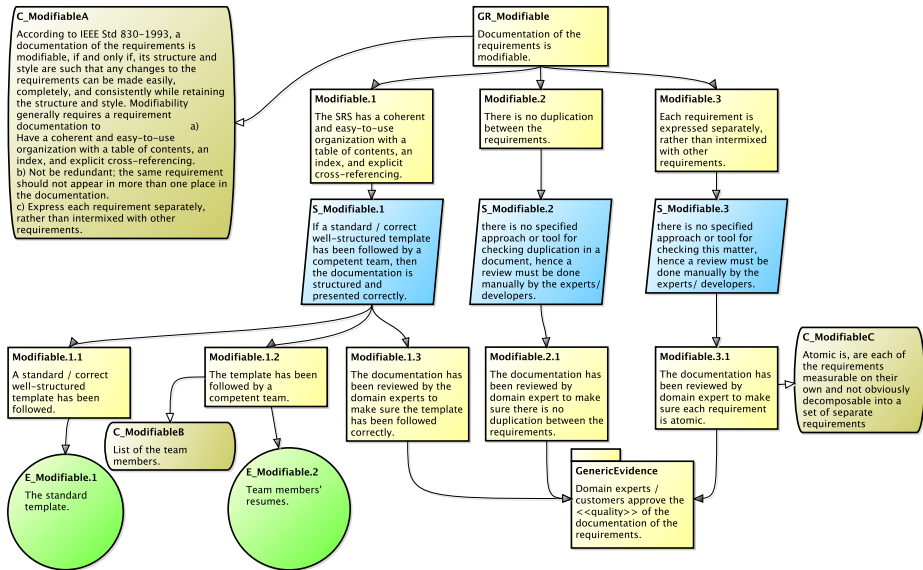 C_ModifiableA
According to IEEE Std 830-1993, a
documentation of the requirements is
modifiable, if and only if, its structure and
style are such that any changes to the
requirements can be made easily,
completely, and consistently while retaining
the structure and style. Modifiability
generally requires a requirement
documentation to a)
Have a coherent and easy-to-use
organization with a table of contents, an
index, and explicit cross-referencing.
b) Not be redundant; the same requirement
should not appear in more than one place in
the documentation.
c) Express each requirement separately,
rather than intermixed with other
requirements.
GR_Modifiable
Documentation of the
requirements is
modifiable.
Modifiable.1
The SRS has a coherent
and easy-to-use
organization with a
table of contents, an
index, and explicit
cross-referencing.
Modifiable.2
There is no duplication
between the
requirements.
Modifiable.3
Each requirement is
expressed separately,
rather than intermixed
with other
requirements.
S_Modifiable.1
If a standard / correct
well-structured template
has been followed by a
competent team, then
the documentation is
structured and
presented correctly.
S_Modifiable.2
there is no specified
approach or tool for
checking duplication in a
document, hence a
review must be done
manually by the experts/
developers.
S_Modifiable.3
there is no specified
approach or tool for
checking this matter,
hence a review must be
done manually by the
experts/ developers.
Modifiable.1.1
A standard / correct
well-structured
template has been
followed.
Modifiable.1.2
The template has been
followed by a
competent team.
Modifiable.1.3
The documentation has
been reviewed by the
domain experts to
make sure the template
has been followed
correctly.
Modifiable.2.1
The documentation has
been reviewed by
domain expert to make
sure there is no
duplication between the
requirements.
Modifiable.3.1
The documentation has
been reviewed by
domain expert to make
sure each requirement
is atomic.
C_ModifiableC
Atomic is, are each of
the requirements
measurable on their
own and not obviously
decomposable into a
set of separate
requirements
C_ModifiableB
List of the team
members.
E_Modifiable.1
The standard
template.
E_Modifiable.2
Team members'
resumes.
GenericEvidence
Domain experts /
customers approve the
<<quality>> of the
documentation of the
requirements.